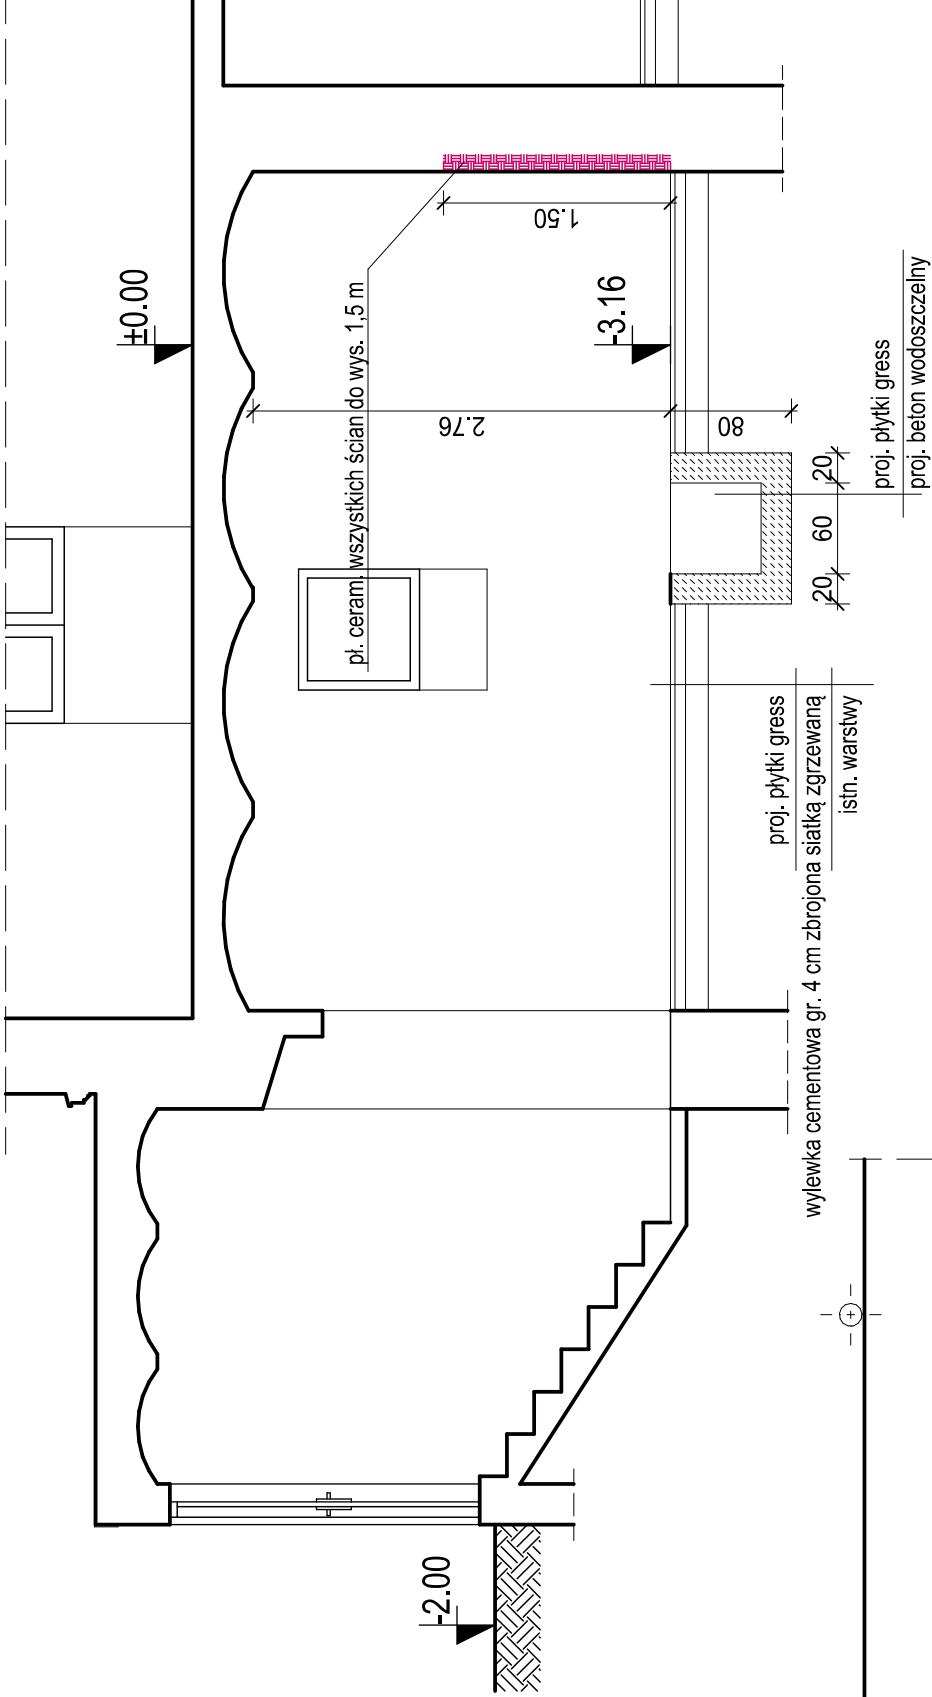 ±0.00
pł. ceram. wszystkich ścian do wys. 1,5 m
1.50
-3.16
2.76
80
20
60
20
proj. płytki gress
proj. beton wodoszczelny
proj. płytki gress
wylewka cementowa gr. 4 cm zbrojona siatką zgrzewaną
istn. warstwy
-2.00